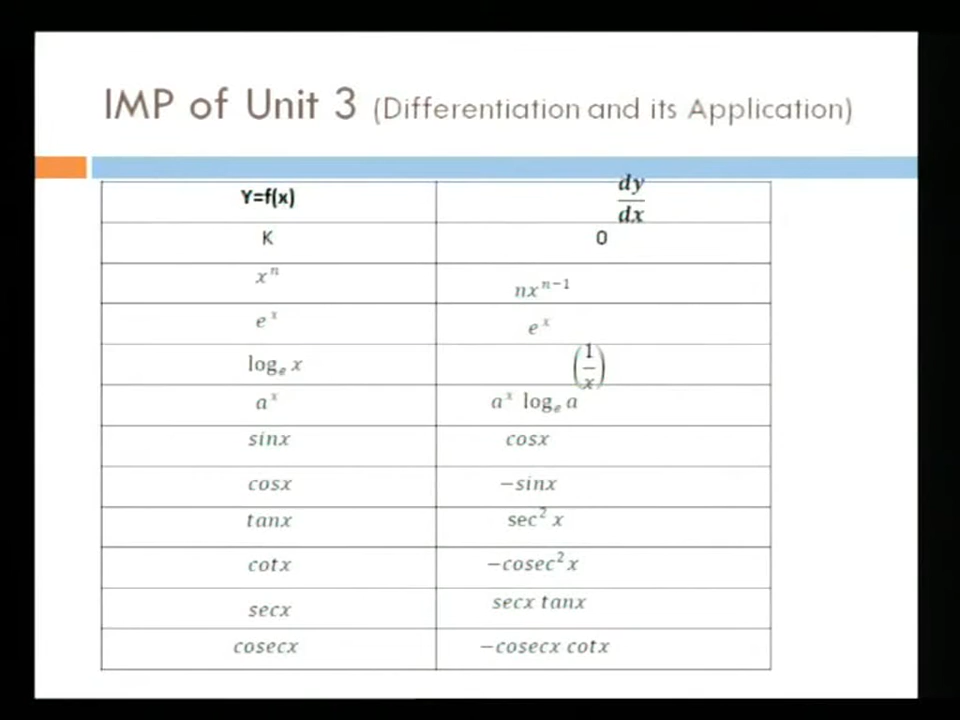 IMP of Unit 3 (Differentiation and its Application)
Y=f(x) dy/dx
K 0
xⁿ nxⁿ⁻¹
eˣ eˣ
logₑ x (1/x)
aˣ aˣ logₑ a
sinx cosx
cosx −sinx
tanx sec² x
cotx −cosec²x
secx secx tanx
cosecx −cosecx cotx